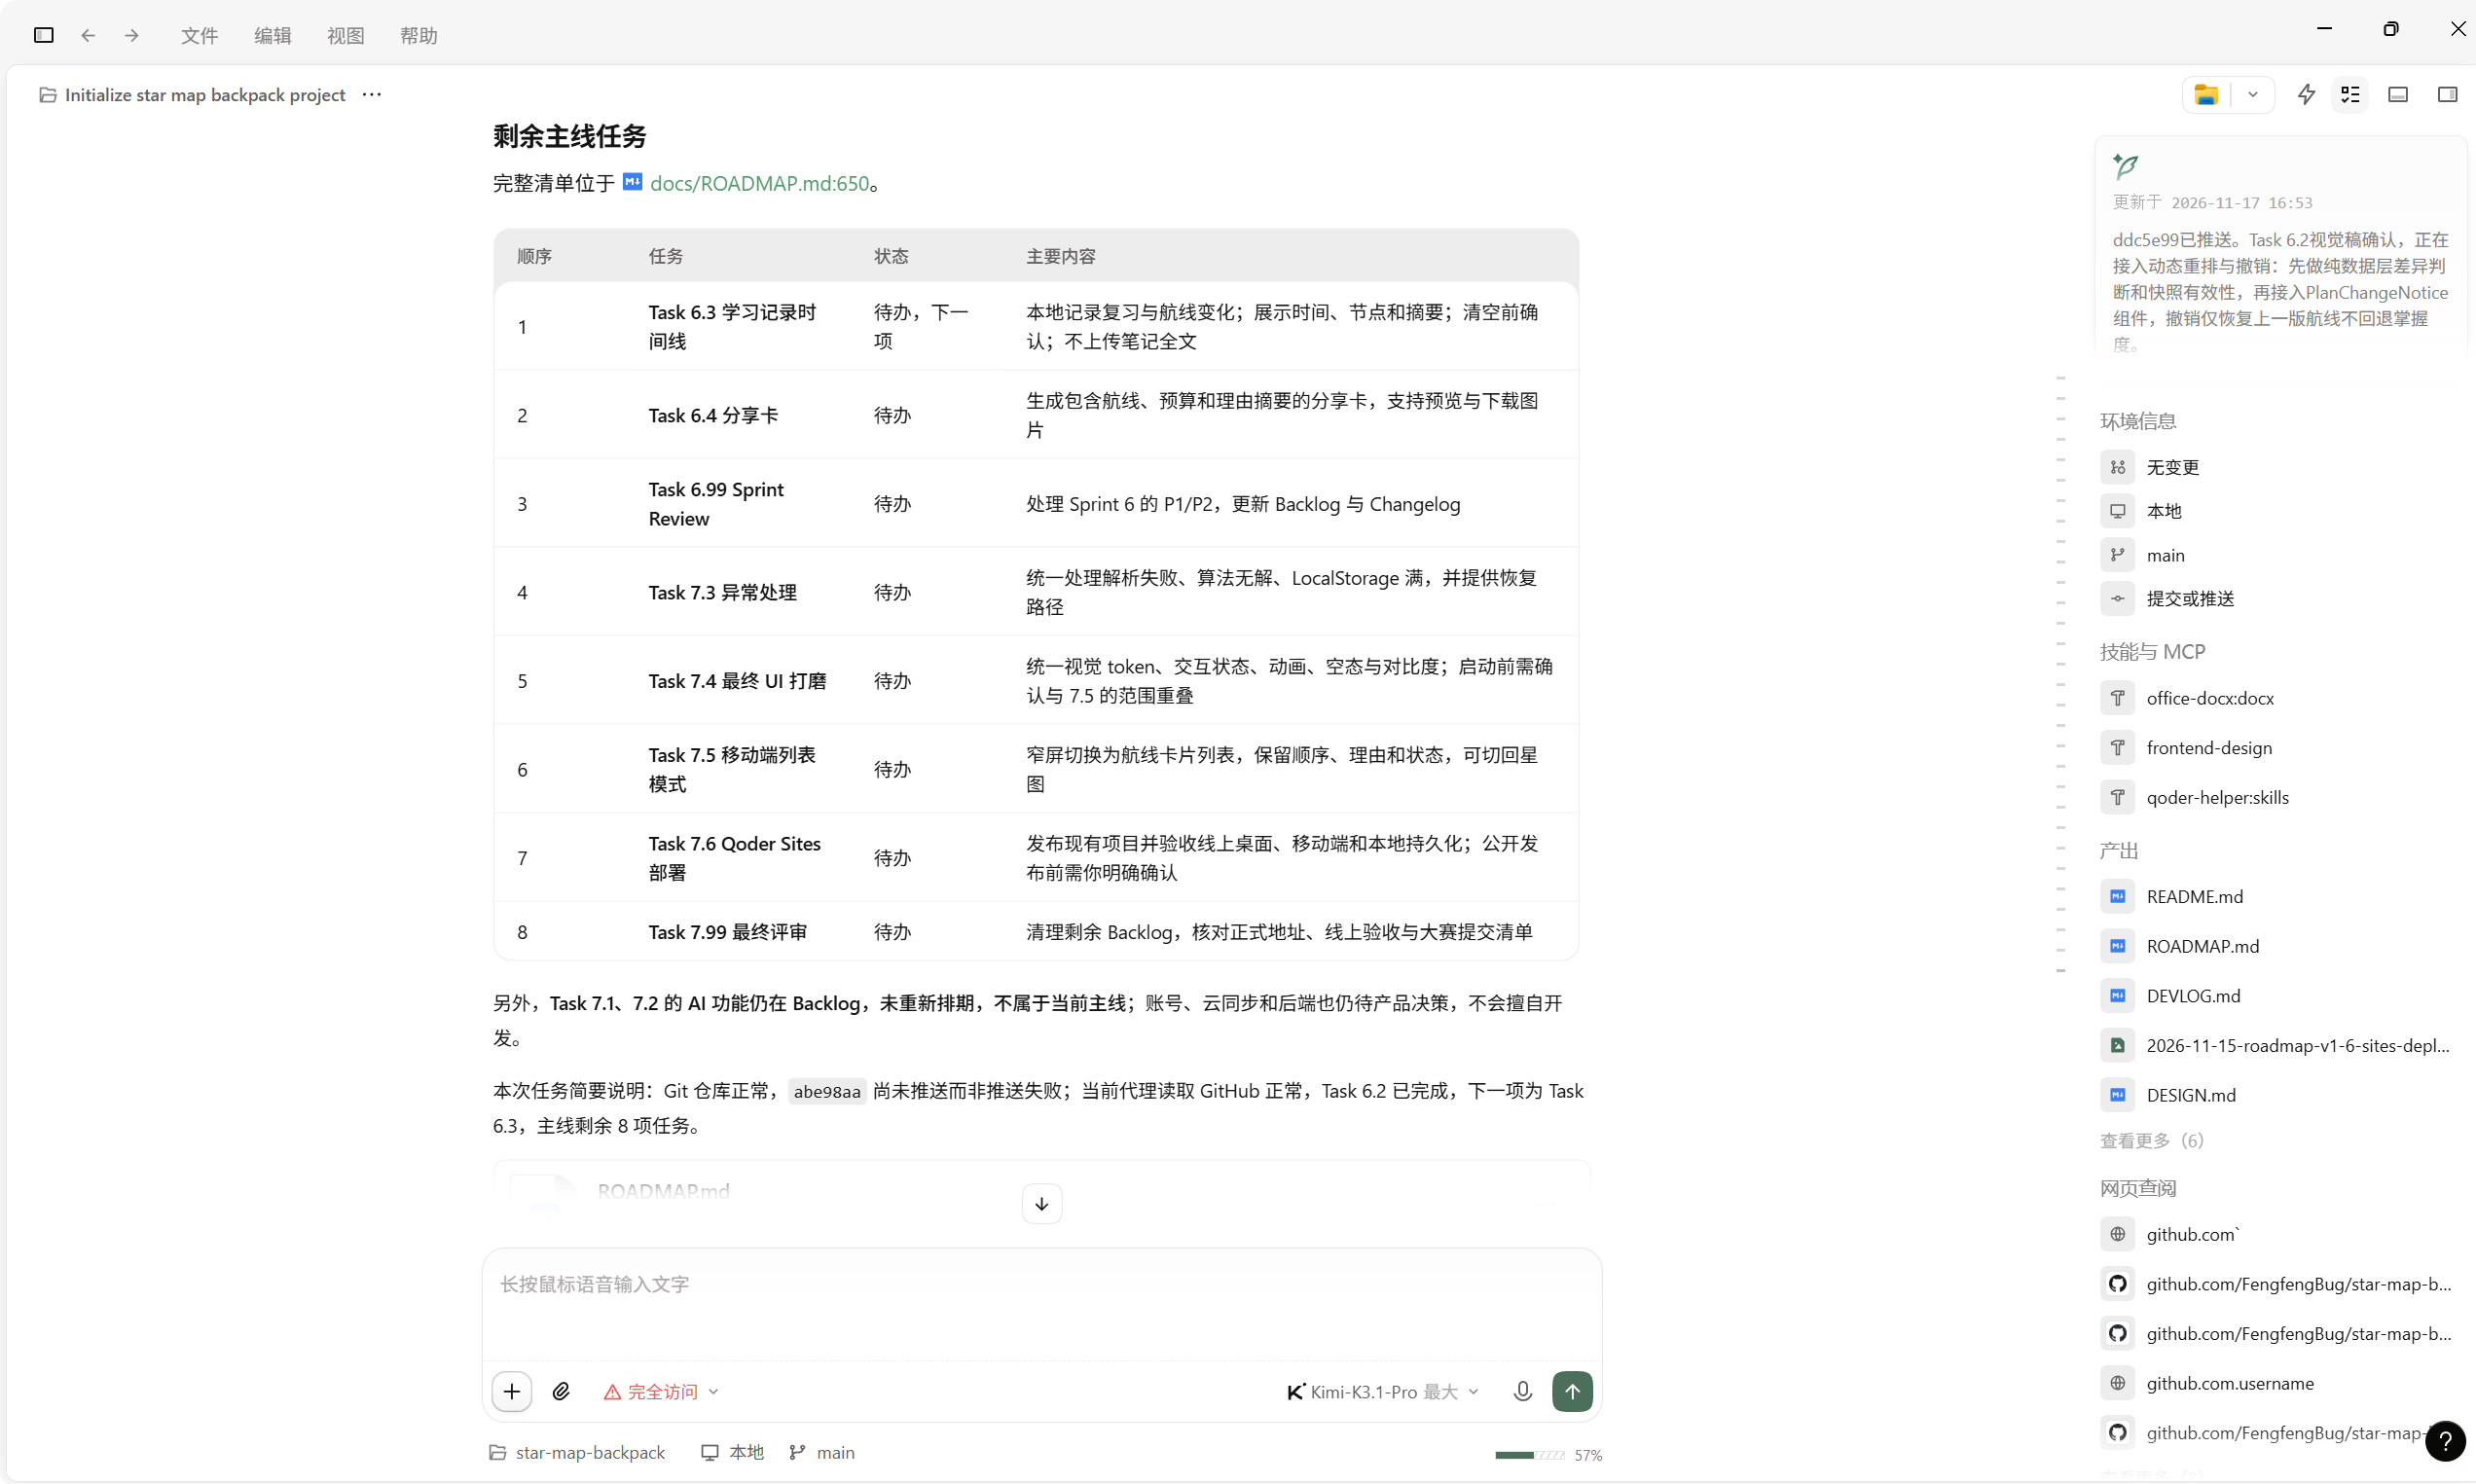 文件 编辑 视图 帮助
Initialize star map backpack project ···
剩余主线任务
完整清单位于 docs/ROADMAP.md:650。
顺序 任务 状态 主要内容
1 Task 6.3 学习记录时间线 待办，下一项 本地记录复习与航线变化；展示时间、节点和摘要；清空前确认；不上传笔记全文
2 Task 6.4 分享卡 待办 生成包含航线、预算和理由摘要的分享卡，支持预览与下载图片
3 Task 6.99 Sprint Review 待办 处理 Sprint 6 的 P1/P2，更新 Backlog 与 Changelog
4 Task 7.3 异常处理 待办 统一处理解析失败、算法无解、LocalStorage 满，并提供恢复路径
5 Task 7.4 最终 UI 打磨 待办 统一视觉 token、交互状态、动画、空态与对比度；启动前需确认与 7.5 的范围重叠
6 Task 7.5 移动端列表模式 待办 窄屏切换为航线卡片列表，保留顺序、理由和状态，可切回星图
7 Task 7.6 Qoder Sites 部署 待办 发布现有项目并验收线上桌面、移动端和本地持久化；公开发布前需你明确确认
8 Task 7.99 最终评审 待办 清理剩余 Backlog，核对正式地址、线上验收与大赛提交清单
另外，Task 7.1、7.2 的 AI 功能仍在 Backlog，未重新排期，不属于当前主线；账号、云同步和后端也仍待产品决策，不会擅自开
发。
本次任务简要说明：Git 仓库正常， abe98aa 尚未推送而非推送失败；当前代理读取 GitHub 正常，Task 6.2 已完成，下一项为 Task
6.3，主线剩余 8 项任务。
ROADMAP.md
长按鼠标语音输入文字
完全访问
Kimi-K3.1-Pro 最大
star-map-backpack 本地 main
57%
更新于 2026-11-17 16:53
ddc5e99已推送。Task 6.2视觉稿确认，正在
接入动态重排与撤销：先做纯数据层差异判
断和快照有效性，再接入PlanChangeNotice
组件，撤销仅恢复上一版航线不回退掌握
度。
环境信息
无变更
本地
main
提交或推送
技能与 MCP
office-docx:docx
frontend-design
qoder-helper:skills
产出
README.md
ROADMAP.md
DEVLOG.md
2026-11-15-roadmap-v1-6-sites-depl...
DESIGN.md
查看更多（6）
网页查阅
github.com`
github.com/FengfengBug/star-map-b...
github.com/FengfengBug/star-map-b...
github.com.username
github.com/FengfengBug/star-map-
?